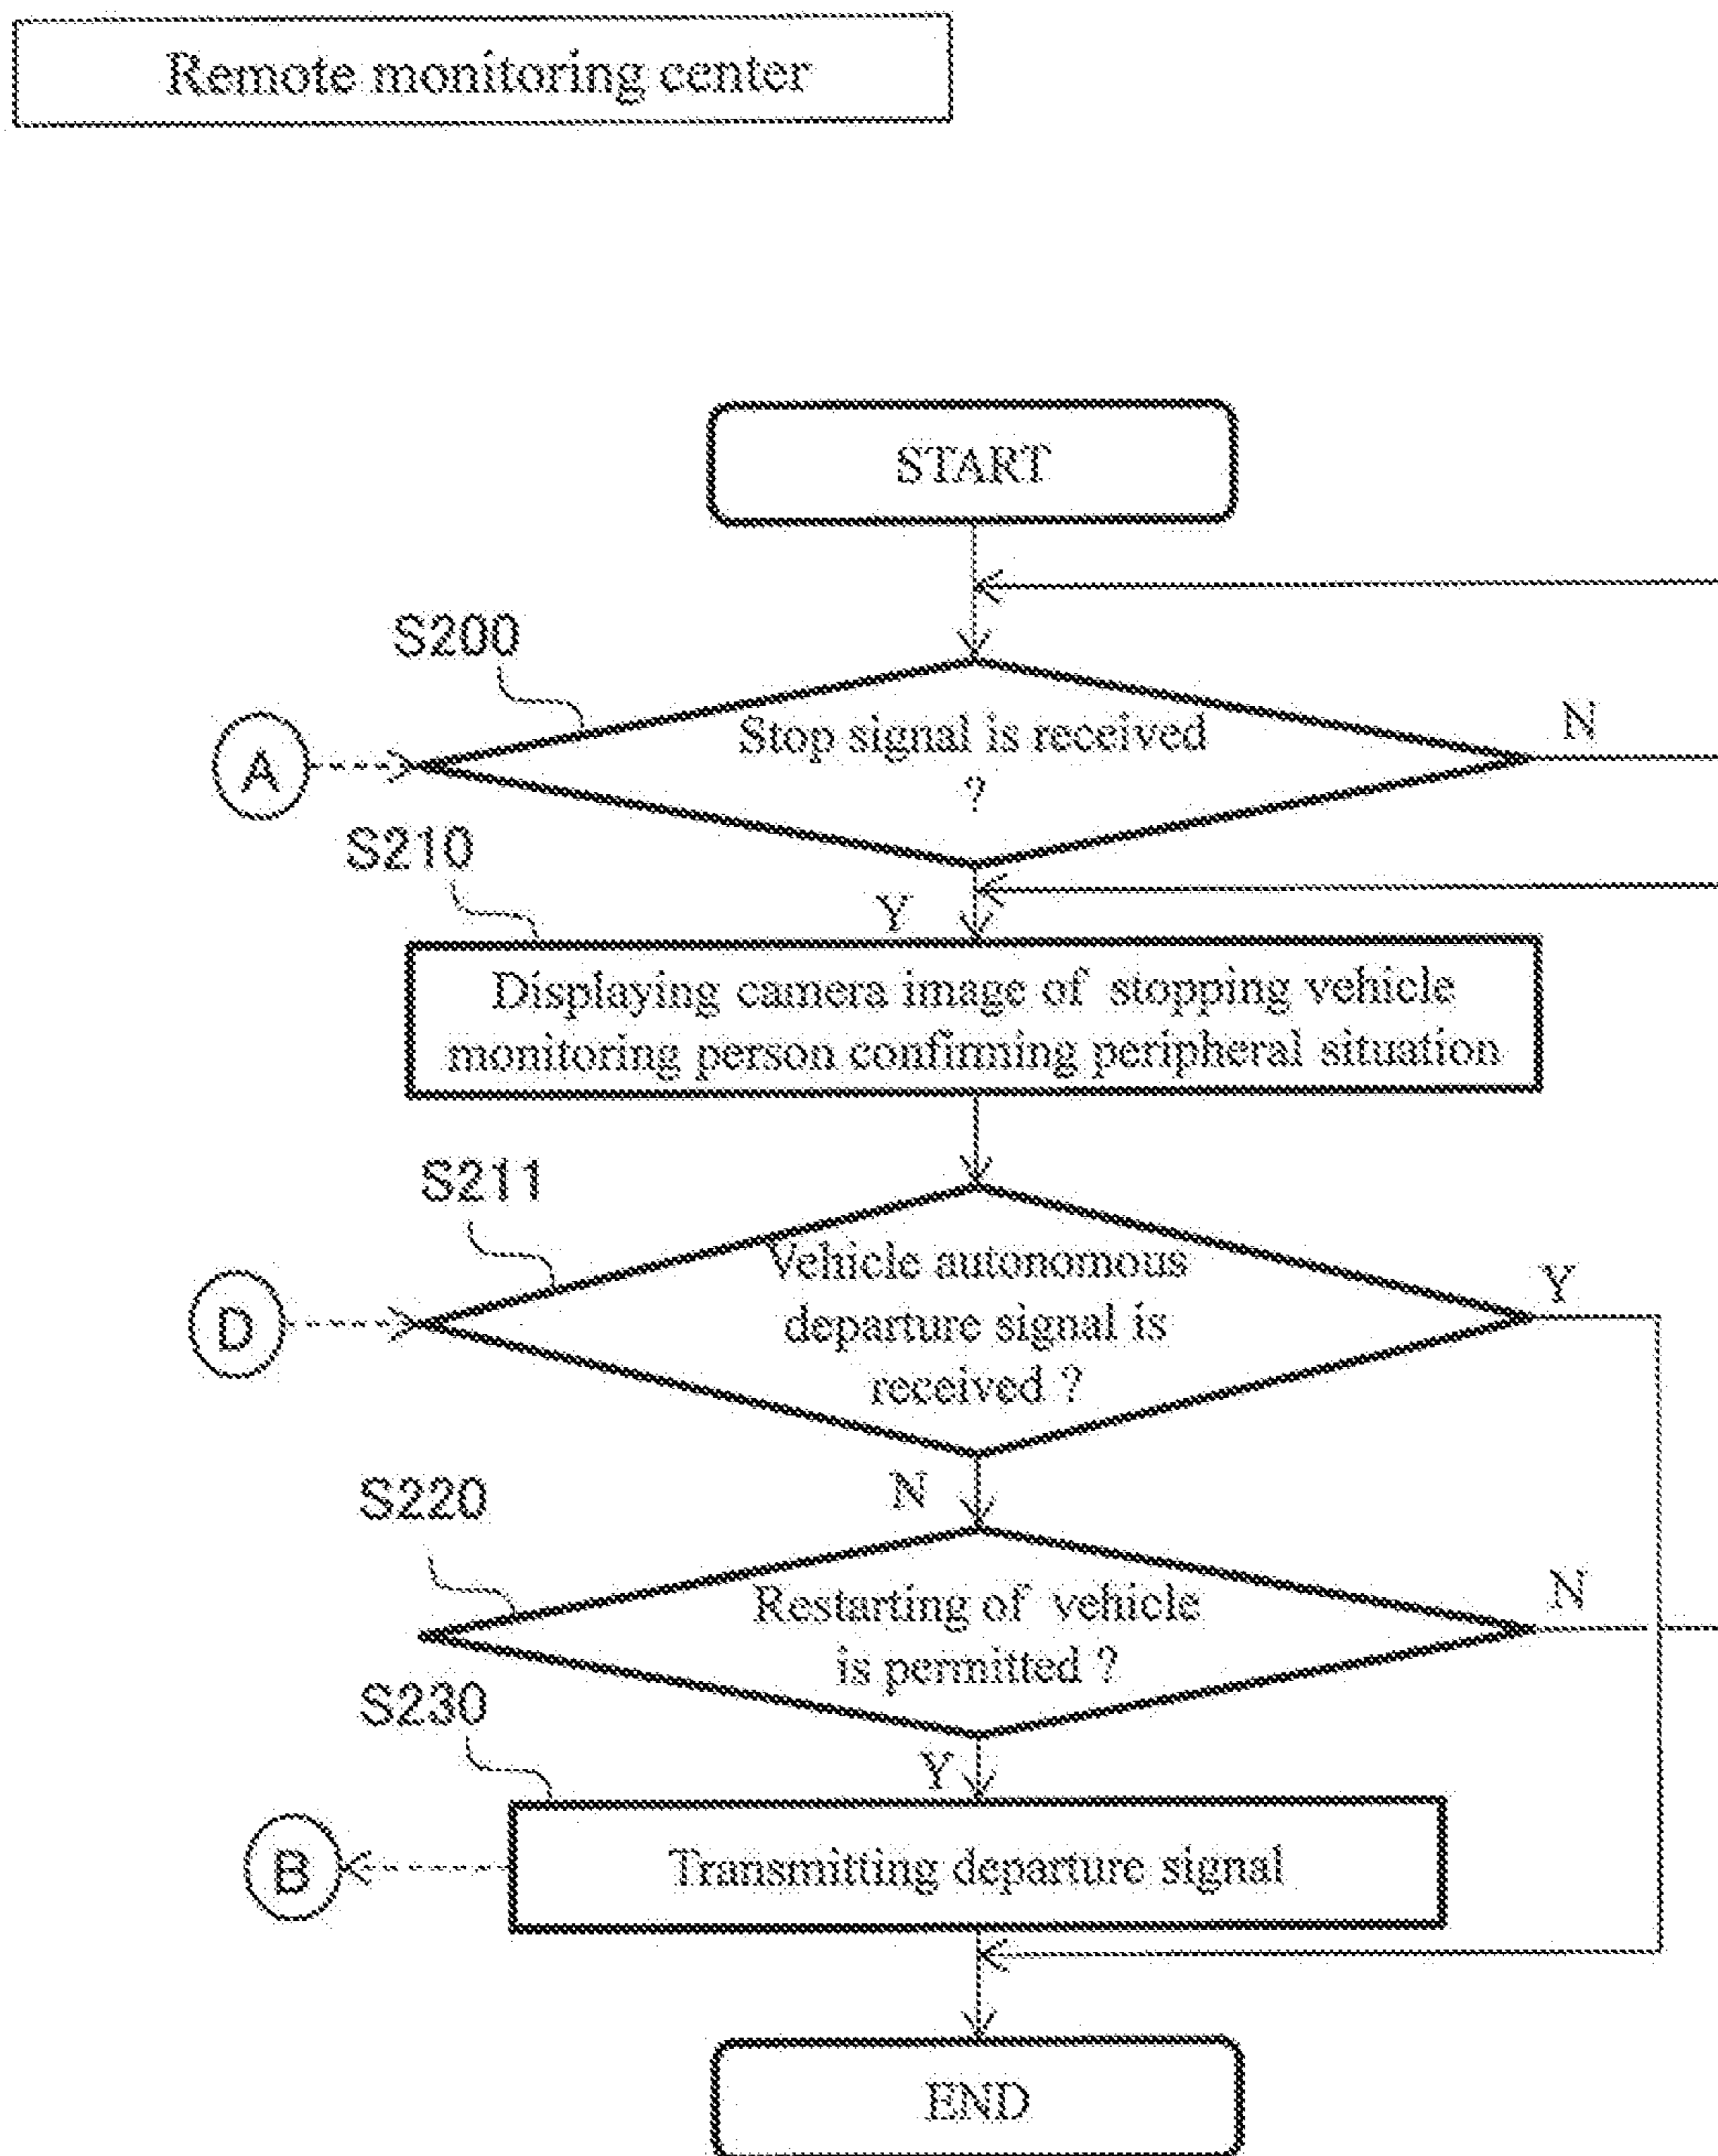 Remote monitoring center
START
S200
Stop signal is received
?
N
A
S210
Y
Displaying camera image of stopping vehicle
monitoring person confirming peripheral situation
S211
Vehicle autonomous
departure signal is
received ?
Y
D
N
S220
Restarting of vehicle
is permitted ?
N
S230
Y
Transmitting departure signal
B
END